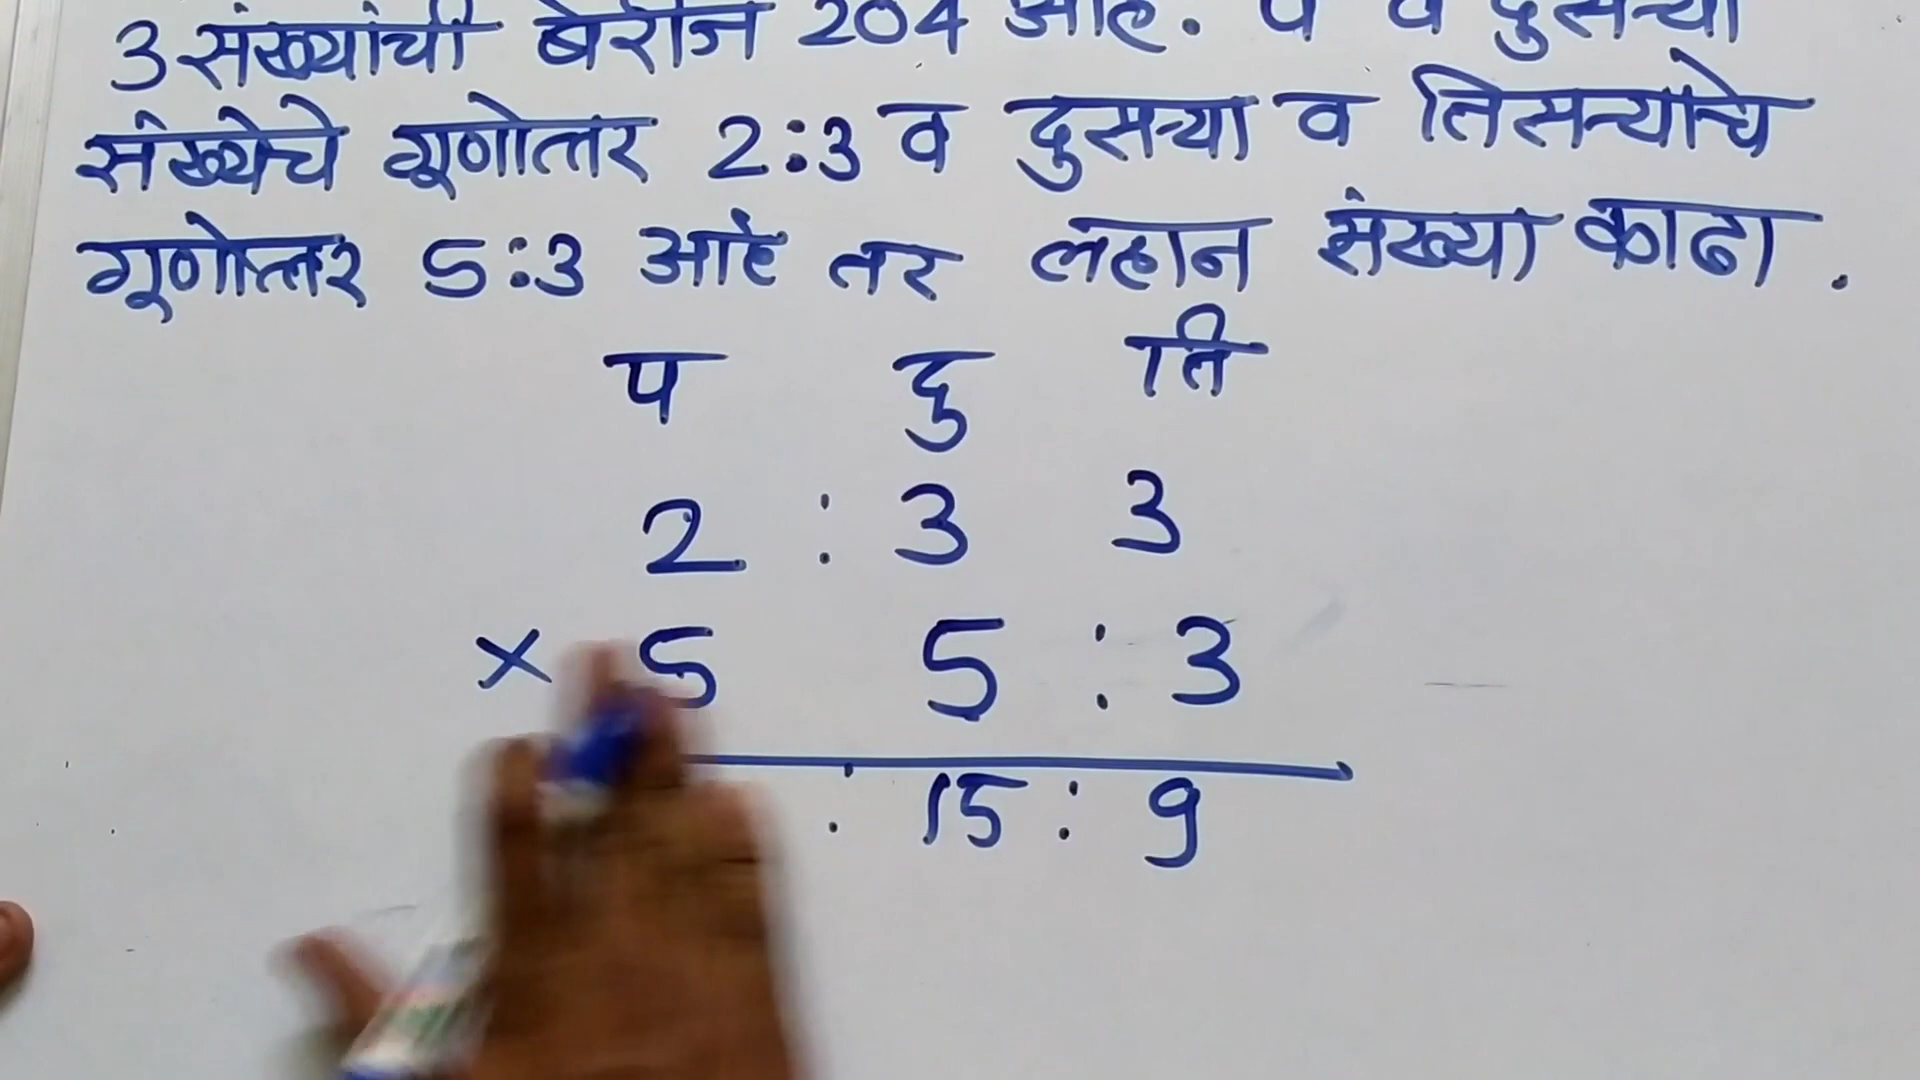 3 संख्यांची बेरीज 204 आहे. प व दुसऱ्या
संख्येचे गूणोत्तर 2:3 व दुसऱ्या व तिसऱ्याचे
गूणोत्तर 5:3 आहे तर लहान संख्या काढा.
प दु ति
2 : 3 3
× 5 5 : 3
: 15 : 9